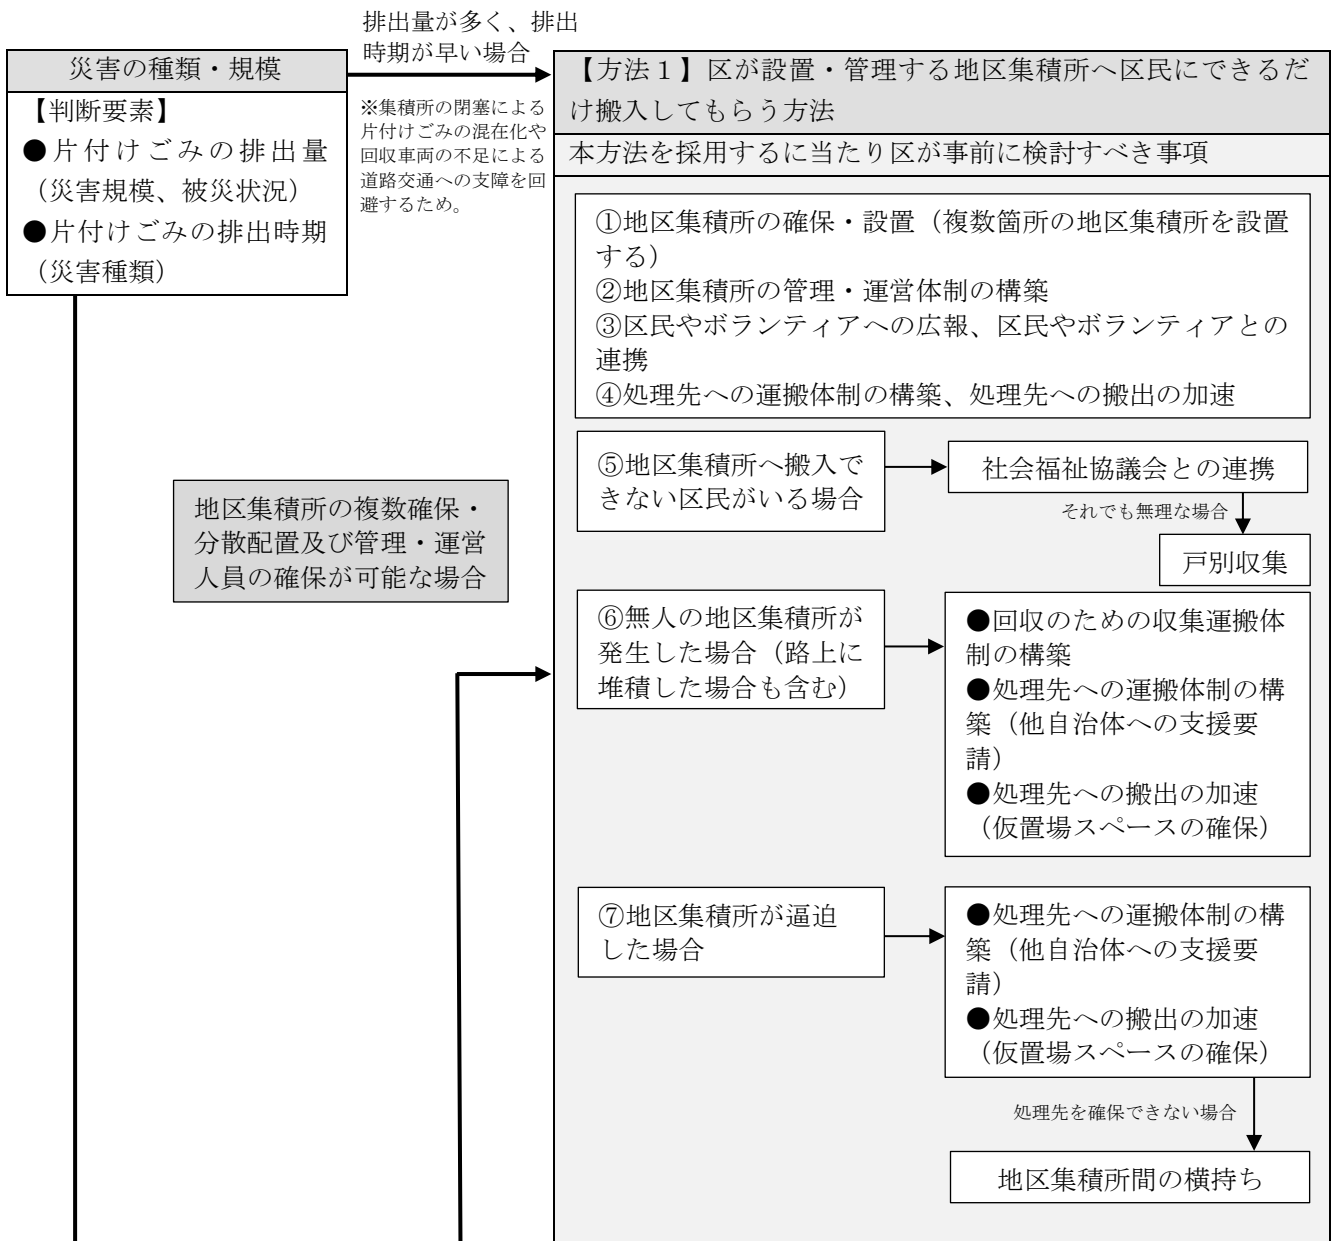 排出量が多く、排出
時期が早い場合
災害の種類・規模
【判断要素】
●片付けごみの排出量
（災害規模、被災状況）
●片付けごみの排出時期
（災害種類）
※集積所の閉塞による
片付けごみの混在化や
回収車両の不足による
道路交通への支障を回
避するため。
【方法１】区が設置・管理する地区集積所へ区民にできるだ
け搬入してもらう方法
本方法を採用するに当たり区が事前に検討すべき事項
①地区集積所の確保・設置（複数箇所の地区集積所を設置
する）
②地区集積所の管理・運営体制の構築
③区民やボランティアへの広報、区民やボランティアとの
連携
④処理先への運搬体制の構築、処理先への搬出の加速
⑤地区集積所へ搬入で
きない区民がいる場合
社会福祉協議会との連携
それでも無理な場合
戸別収集
地区集積所の複数確保・
分散配置及び管理・運営
人員の確保が可能な場合
⑥無人の地区集積所が
発生した場合（路上に
堆積した場合も含む）
●回収のための収集運搬体
制の構築
●処理先への運搬体制の構
築（他自治体への支援要
請）
●処理先への搬出の加速
（仮置場スペースの確保）
⑦地区集積所が逼迫
した場合
●処理先への運搬体制の構
築（他自治体への支援要
請）
●処理先への搬出の加速
（仮置場スペースの確保）
処理先を確保できない場合
地区集積所間の横持ち